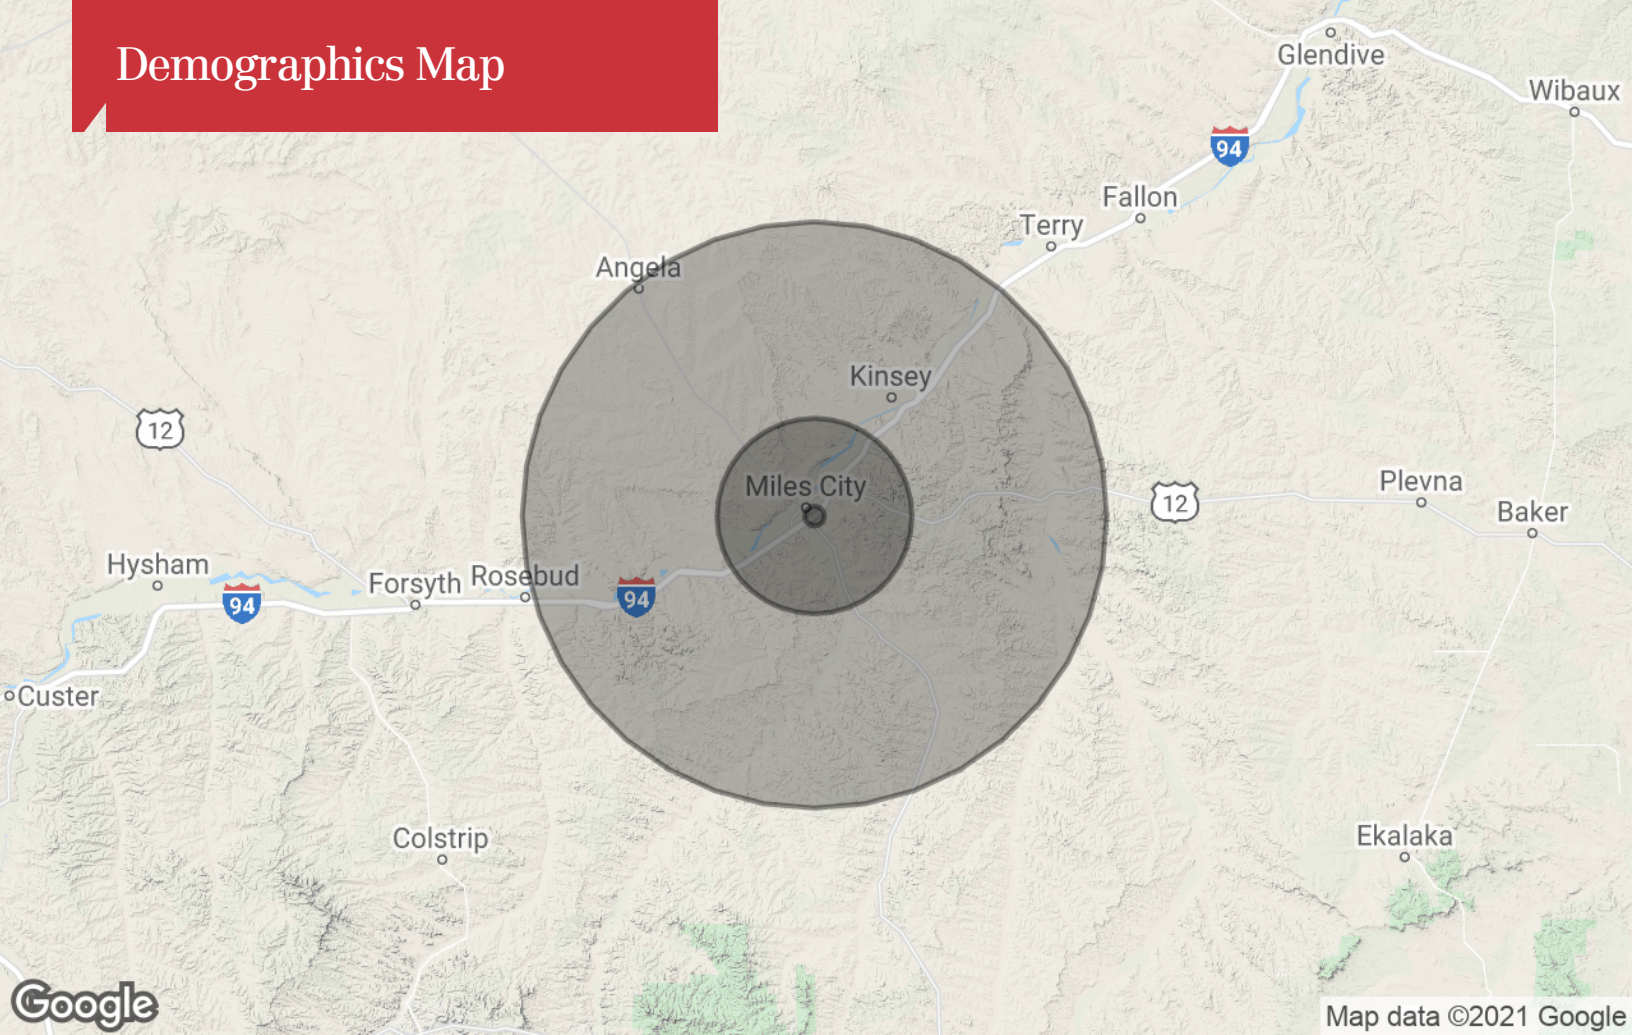 Demographics Map
Glendive
Wibaux
94
Fallon
Terry
Angela
Kinsey
12
Miles City
Plevna
12
Baker
Hysham
Forsyth
Rosebud
94
94
Custer
Colstrip
Ekalaka
Google
Map data ©2021 Google